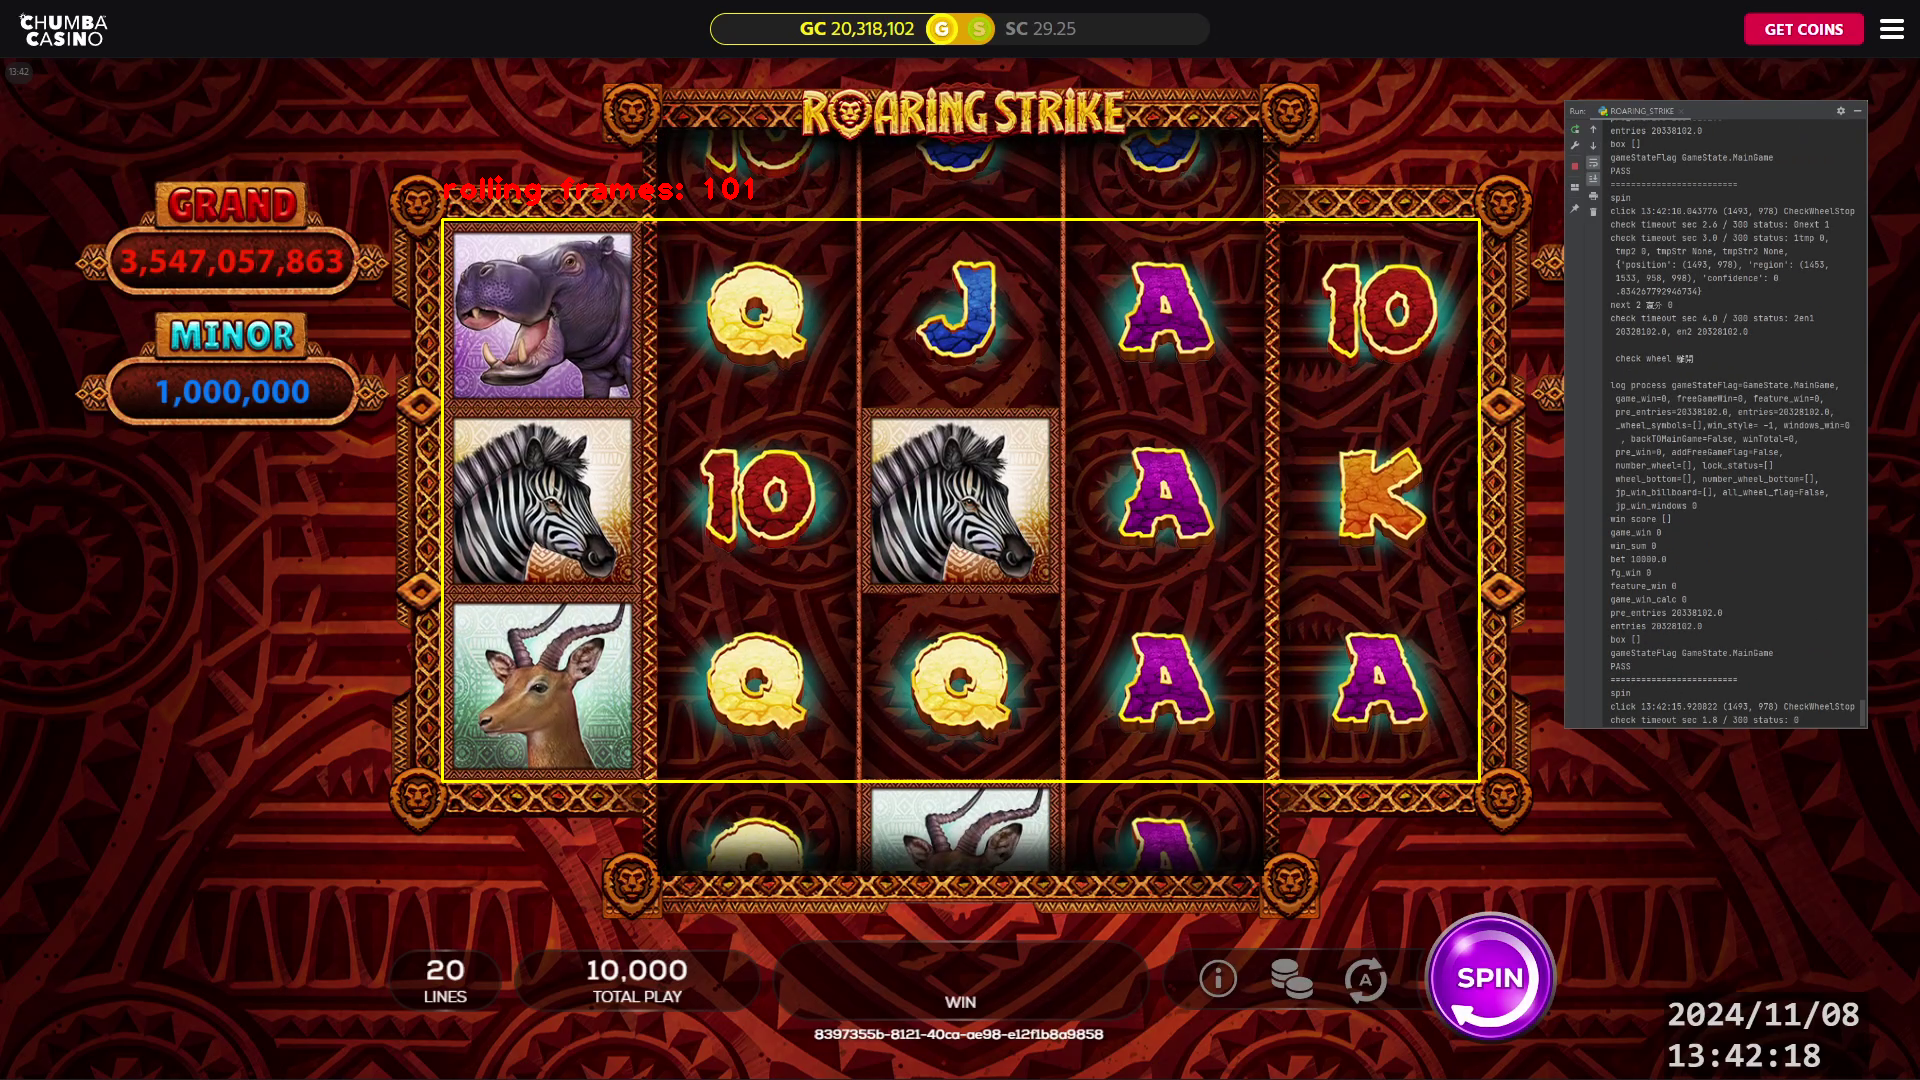 CHUMBA
CASINO
GC 20,318,102 G S SC 29.25
GET COINS
13:42
ROARING STRIKE
rolling frames: 101
GRAND
3,547,057,863
MINOR
1,000,000
10
Q J A 10
10 A K
Q Q A A
Q A
Run: ROARING_STRIKE
entries 20338102.0
box []
gameStateFlag GameState.MainGame
PASS
=========================
spin
click 13:42:10.043776 (1493, 978) CheckWheelStop
check timeout sec 2.6 / 300 status: 0next 1
check timeout sec 3.0 / 300 status: 1tmp 0,
tmp2 0, tmpStr None, tmpStr2 None,
{'position': (1493, 978), 'region': (1453,
1533, 958, 998), 'confidence': 0
.834267792946734}
next 2 贏分 0
check timeout sec 4.0 / 300 status: 2en1
20328102.0, en2 20328102.0
check wheel 離開
log process gameStateFlag=GameState.MainGame,
game_win=0, freeGameWin=0, feature_win=0,
pre_entries=20338102.0, entries=20328102.0,
_wheel_symbols=[],win_style= -1, windows_win=0
, backTOMainGame=False, winTotal=0,
pre_win=0, addFreeGameFlag=False,
number_wheel=[], lock_status=[]
wheel_bottom=[], number_wheel_bottom=[],
jp_win_billboard=[], all_wheel_flag=False,
jp_win_windows 0
win score []
game_win 0
win_sum 0
bet 10000.0
fg_win 0
feature_win 0
game_win_calc 0
pre_entries 20338102.0
entries 20328102.0
box []
gameStateFlag GameState.MainGame
PASS
=========================
spin
click 13:42:15.920822 (1493, 978) CheckWheelStop
check timeout sec 1.8 / 300 status: 0
20
LINES
10,000
TOTAL PLAY
WIN
8397355b-8121-40ca-ae98-e12f1b8a9858
A
SPIN
2024/11/08
13:42:18